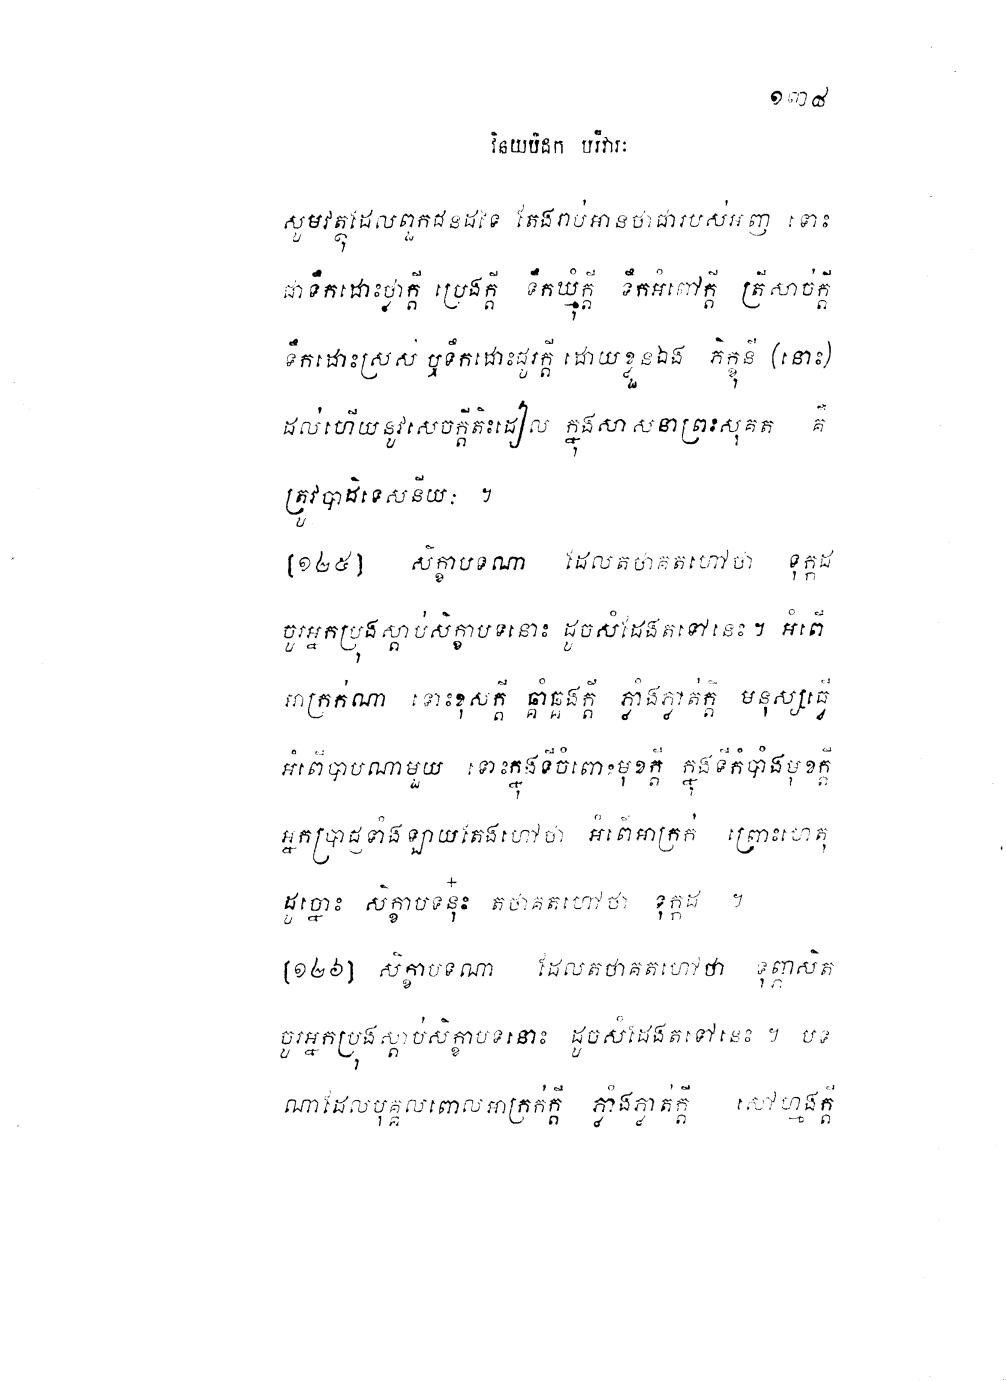 ១៣៨
វិនយបិដក បរិវារៈ
សូមវត្ថុដែលពួកជនដទៃ តែងរាប់អានថាជារបស់អញ ទោះ
ជាទឹកដោះថ្លាក្តី ប្រេងក្តី ទឹកឃ្មុំក្តី ទឹកអំពៅក្តី ត្រីសាច់ក្តី
ទឹកដោះស្រស់ ឬទឹកដោះជូរក្តី ដោយខ្លួនឯង ភិក្ខុនី (នោះ)
ដល់ហើយនូវសេចក្តីតិះដៀល ក្នុងសាសនាព្រះសុគត គឺ
ត្រូវបាដិទេសនីយៈ ។
[១២៥] សិក្ខាបទណា ដែលតថាគតហៅថា ទុក្កដ
ចូរអ្នកប្រុងស្តាប់សិក្ខាបទនោះ ដូចសំដែងតទៅនេះ។ អំពើ
អាក្រក់ណា ទោះខុសក្តី ធ្លាំធ្លងក្តី ភ្លាំងភ្លាត់ក្តី មនុស្សធ្វើ
អំពើបាបណាមួយ ទោះក្នុងទីចំពោះមុខក្តី ក្នុងទីកំបាំងមុខក្តី
អ្នកប្រាជ្ញទាំងឡាយតែងហៅថា អំពើអាក្រក់ ព្រោះហេតុ
ដូច្នោះ សិក្ខាបទនុ៎ះ តថាគតហៅថា ទុក្កដ ។
[១២៦] សិក្ខាបទណា ដែលតថាគតហៅថា ទុព្ភាសិត
ចូរអ្នកប្រុងស្តាប់សិក្ខាបទនោះ ដូចសំដែងតទៅនេះ ។ បទ
ណាដែលបុគ្គលពោលអាក្រក់ក្តី ភ្លាំងភ្លាត់ក្តី សៅហ្មងក្តី